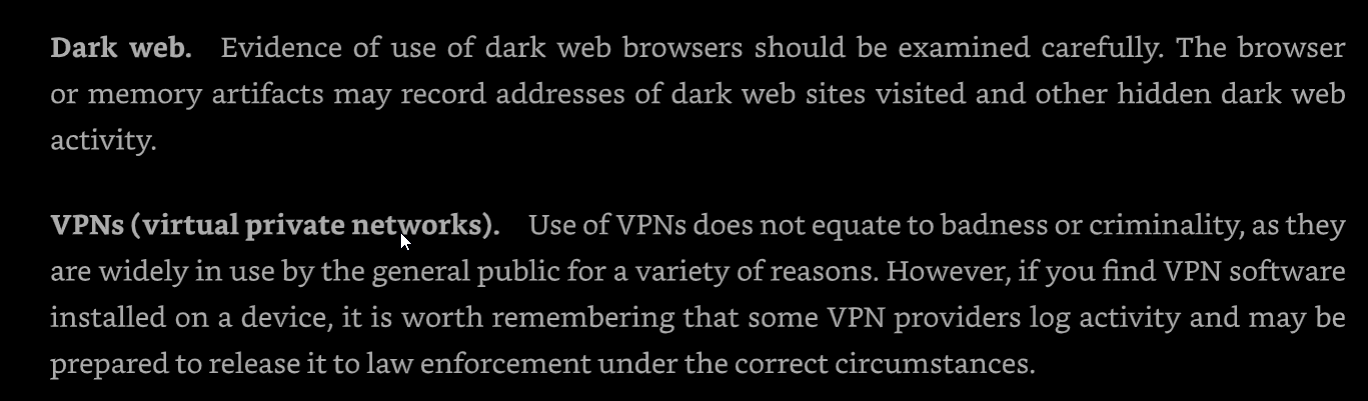 Dark web. Evidence of use of dark web browsers should be examined carefully. The browser
or memory artifacts may record addresses of dark web sites visited and other hidden dark web
activity.
VPNs (virtual private networks). Use of VPNs does not equate to badness or criminality, as they
are widely in use by the general public for a variety of reasons. However, if you find VPN software
installed on a device, it is worth remembering that some VPN providers log activity and may be
prepared to release it to law enforcement under the correct circumstances.